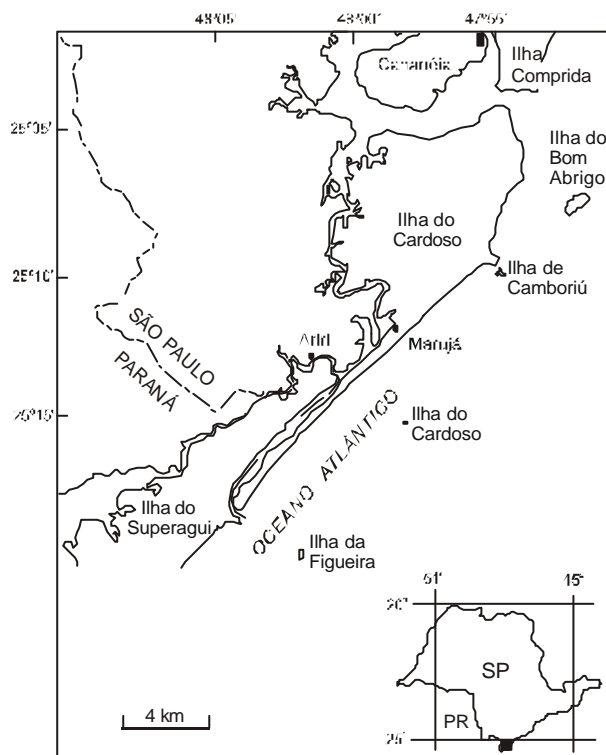 48°05'
48°00'
47°55'
Cananéia
Ilha
Comprida
25°05'
Ilha do
Bom
Abrigo
Ilha do
Cardoso
25°10'
Ilha de
Camboriú
SÃO PAULO
PARANÁ
Ariri
Marujá
25°15'
Ilha do
Cardoso
OCEANO ATLÂNTICO
Ilha do
Superagui
Ilha da
Figueira
51°
45°
20°
SP
PR
25°
4 km